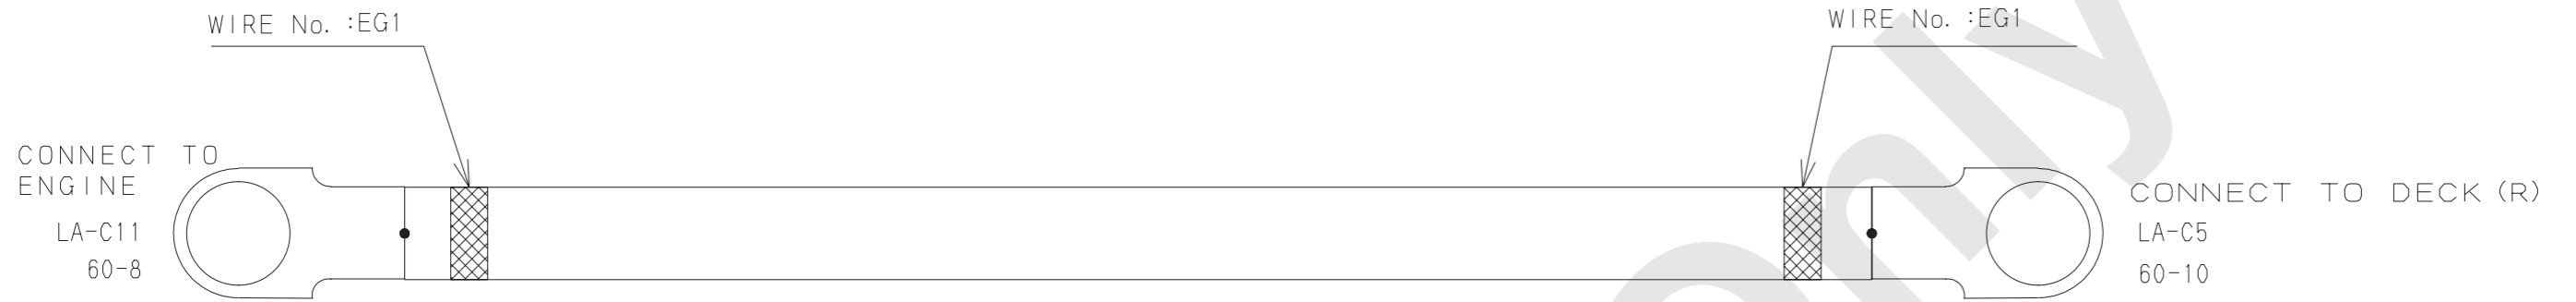 WIRE No. :EG1
WIRE No. :EG1
CONNECT TO
ENGINE
LA-C11
60-8
CONNECT TO DECK (R)
LA-C5
60-10
only